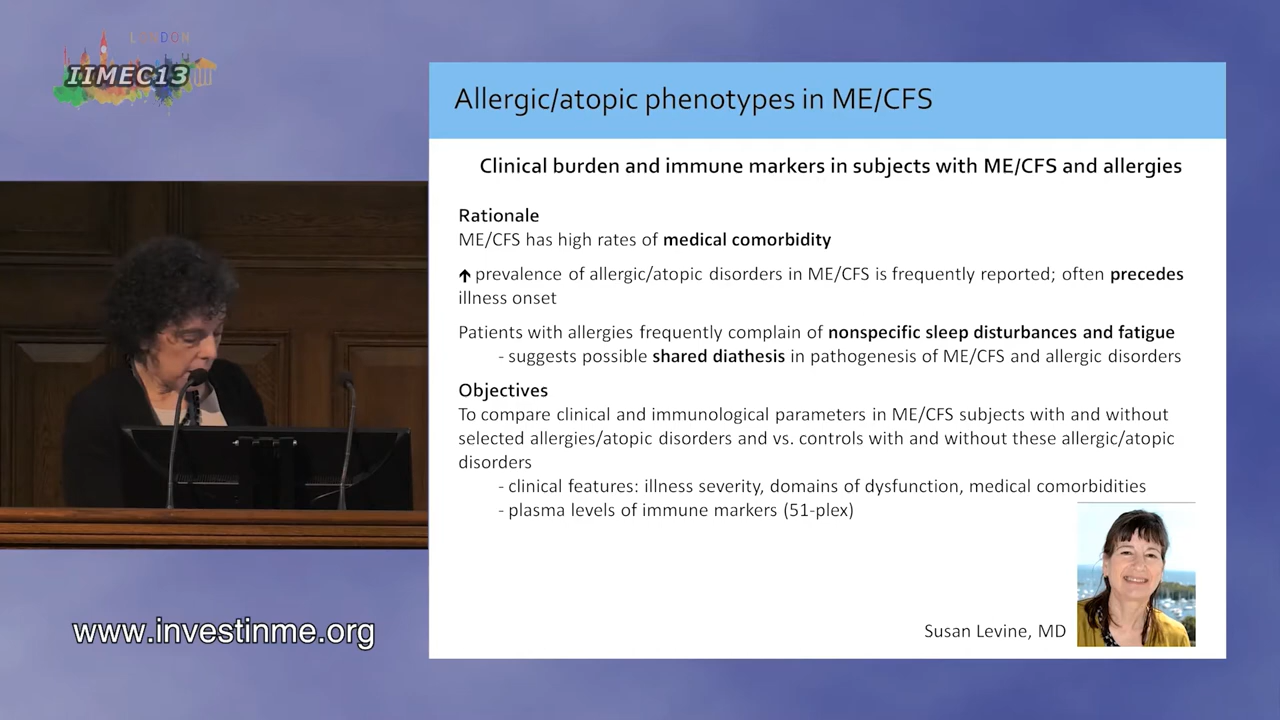 LONDON
IIMEC13
Allergic/atopic phenotypes in ME/CFS
Clinical burden and immune markers in subjects with ME/CFS and allergies
Rationale
ME/CFS has high rates of medical comorbidity
↑ prevalence of allergic/atopic disorders in ME/CFS is frequently reported; often precedes
illness onset
Patients with allergies frequently complain of nonspecific sleep disturbances and fatigue
- suggests possible shared diathesis in pathogenesis of ME/CFS and allergic disorders
Objectives
To compare clinical and immunological parameters in ME/CFS subjects with and without
selected allergies/atopic disorders and vs. controls with and without these allergic/atopic
disorders
- clinical features: illness severity, domains of dysfunction, medical comorbidities
- plasma levels of immune markers (51-plex)
Susan Levine, MD
www.investinme.org